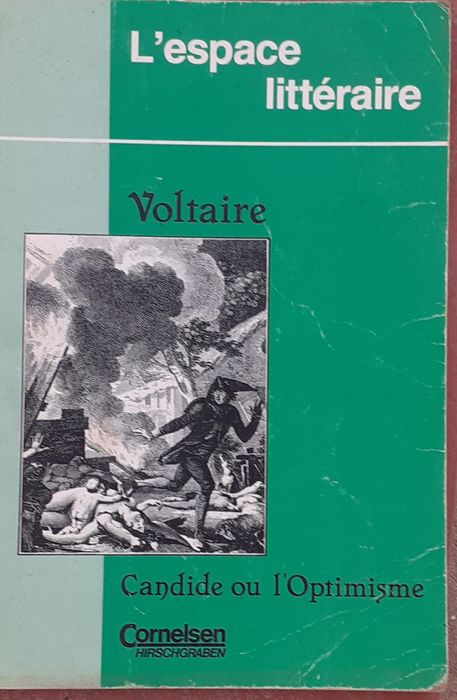 L'espace
littéraire
Voltaire
Candide ou l'Optimisme
Cornelsen
HIRSCHGRABEN